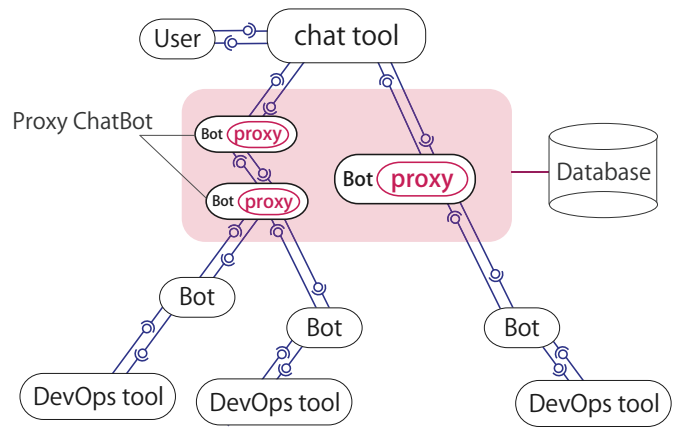 User
chat tool
Proxy ChatBot
Bot proxy
Bot proxy
Bot proxy
Database
Bot
Bot
Bot
DevOps tool
DevOps tool
DevOps tool